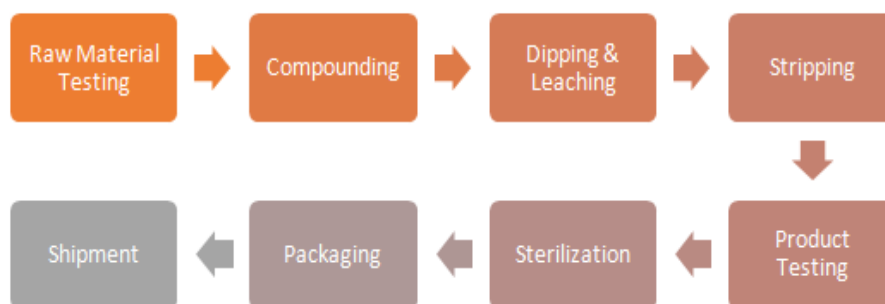 Raw Material
Testing
Compounding
Dipping &
Leaching
Stripping
Product
Testing
Sterilization
Packaging
Shipment